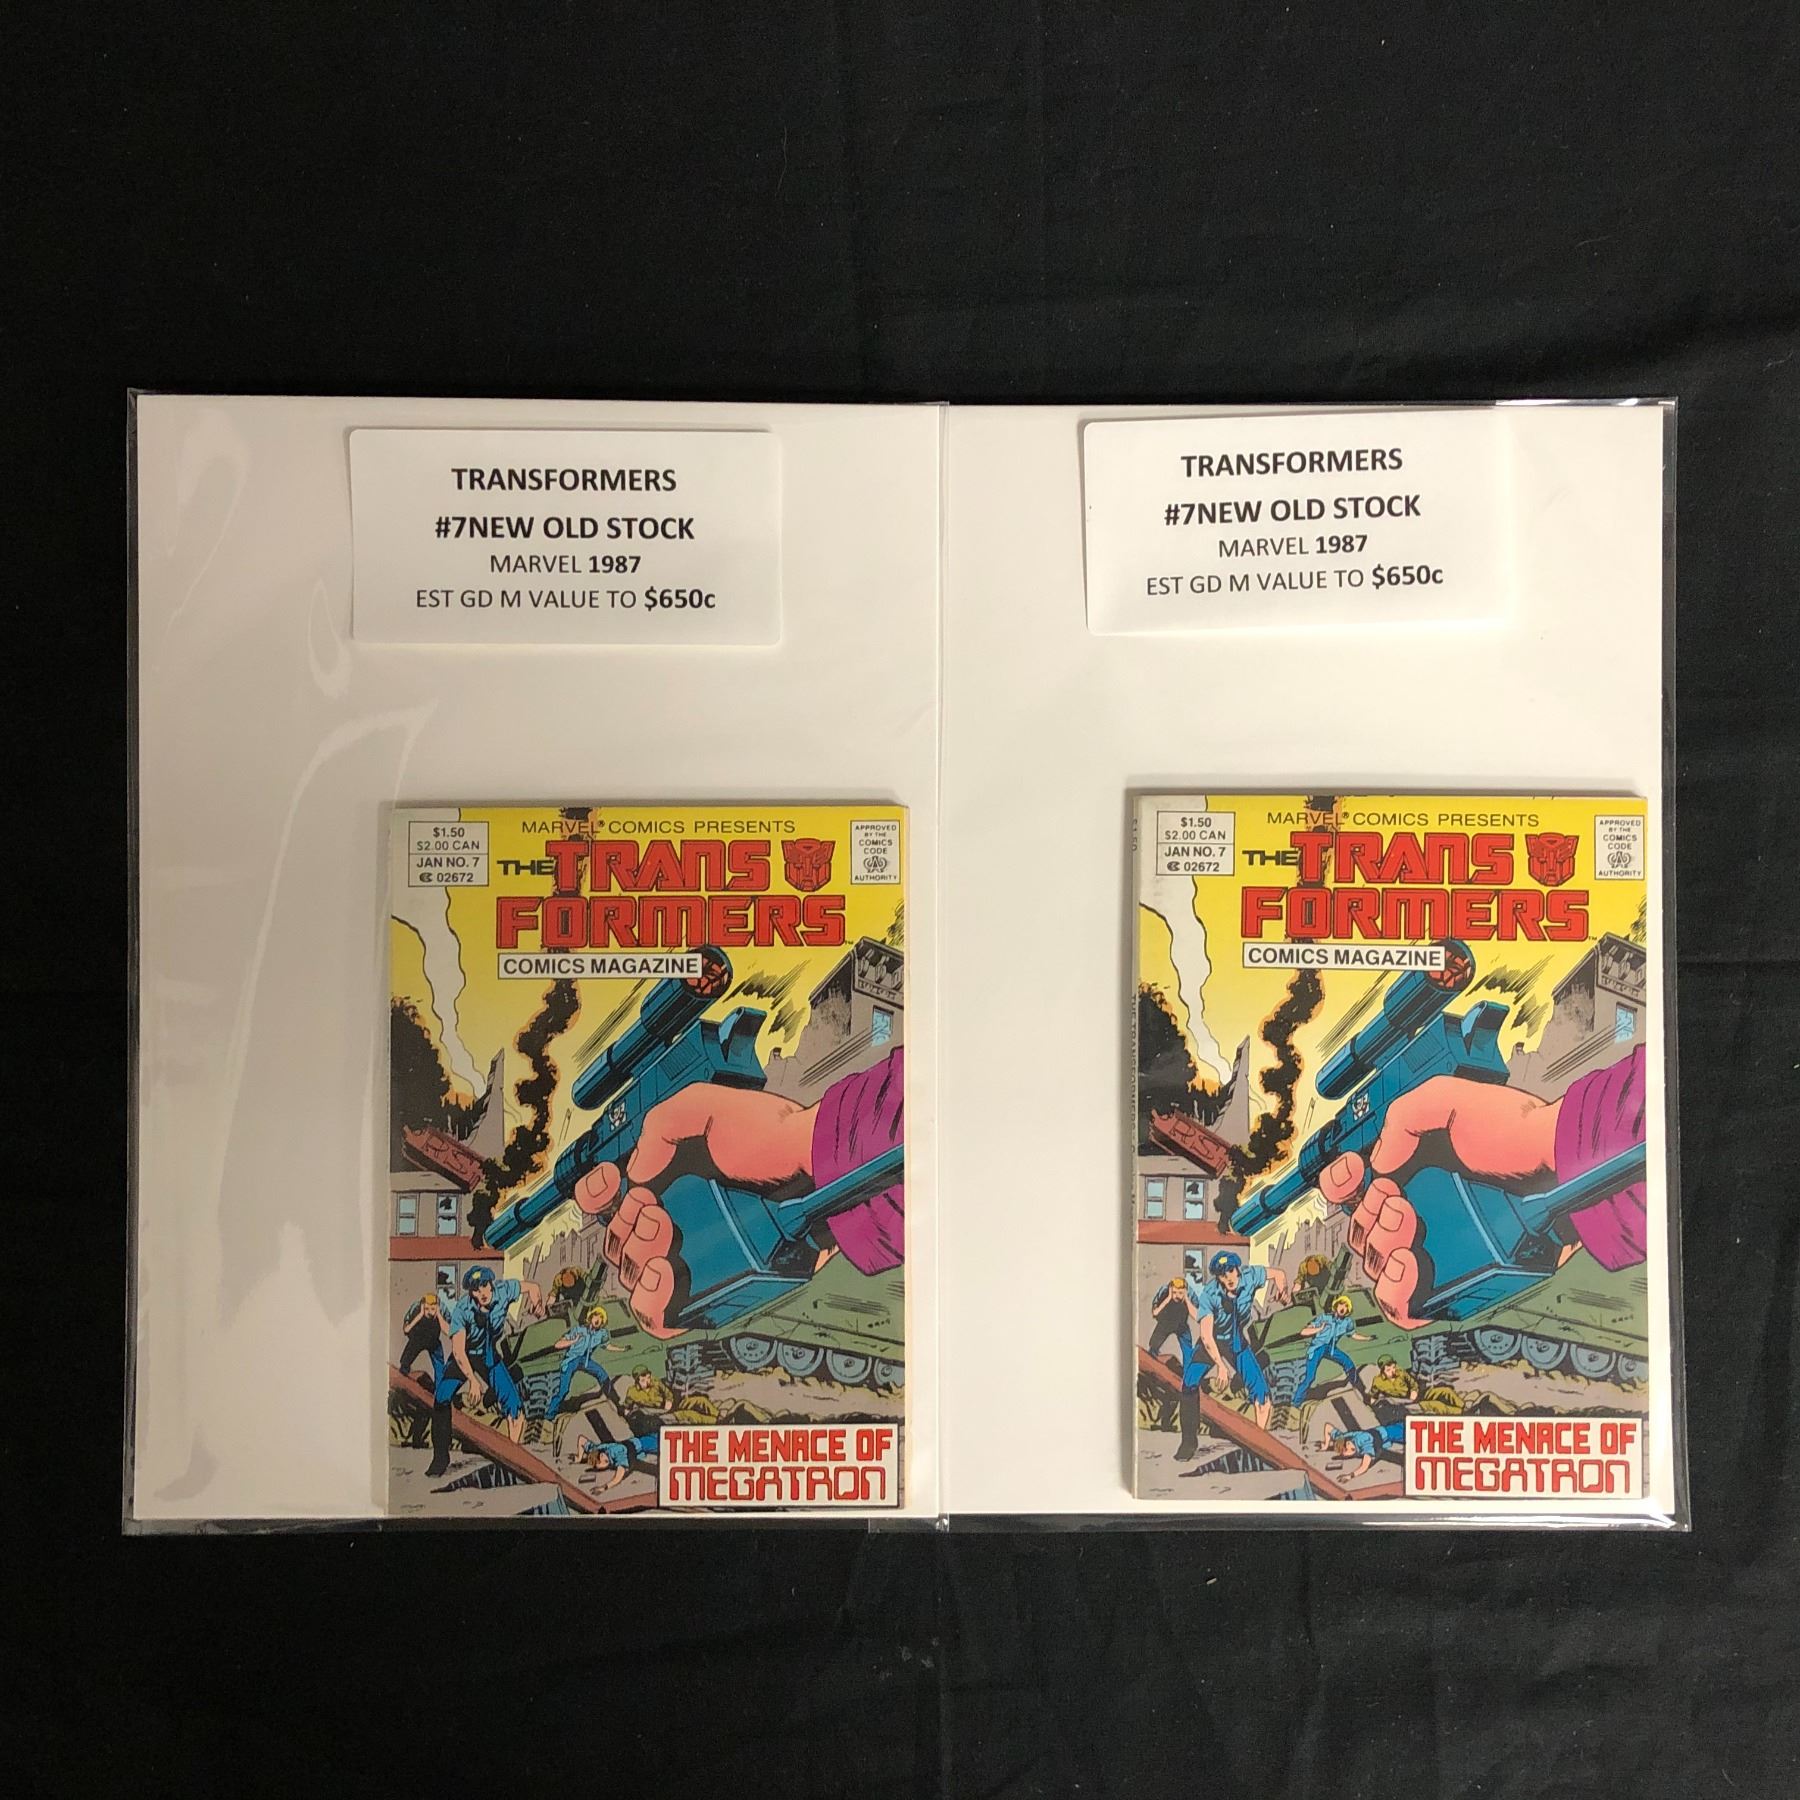 TRANSFORMERS
#7NEW OLD STOCK
MARVEL 1987
EST GD M VALUE TO $650c
TRANSFORMERS
#7NEW OLD STOCK
MARVEL 1987
EST GD M VALUE TO $650c
$1.50
$2.00 CAN
JAN NO. 7
02672
MARVEL® COMICS PRESENTS
THE TRANS
FORMERS™
COMICS MAGAZINE
APPROVED
BY THE
COMICS
CODE
AUTHORITY
THE MENACE OF
MEGATRON
$1.50
$2.00 CAN
JAN NO. 7
02672
MARVEL® COMICS PRESENTS
THE TRANS
FORMERS™
COMICS MAGAZINE
APPROVED
BY THE
COMICS
CODE
AUTHORITY
THE MENACE OF
MEGATRON